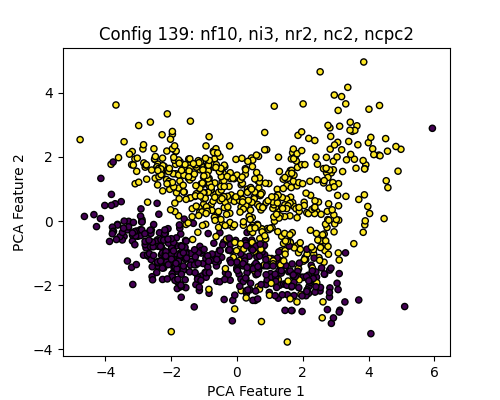 Config 139: nf10, ni3, nr2, nc2, ncpc2
PCA Feature 2
4
2
0
−2
−4
−4 −2 0 2 4 6
PCA Feature 1